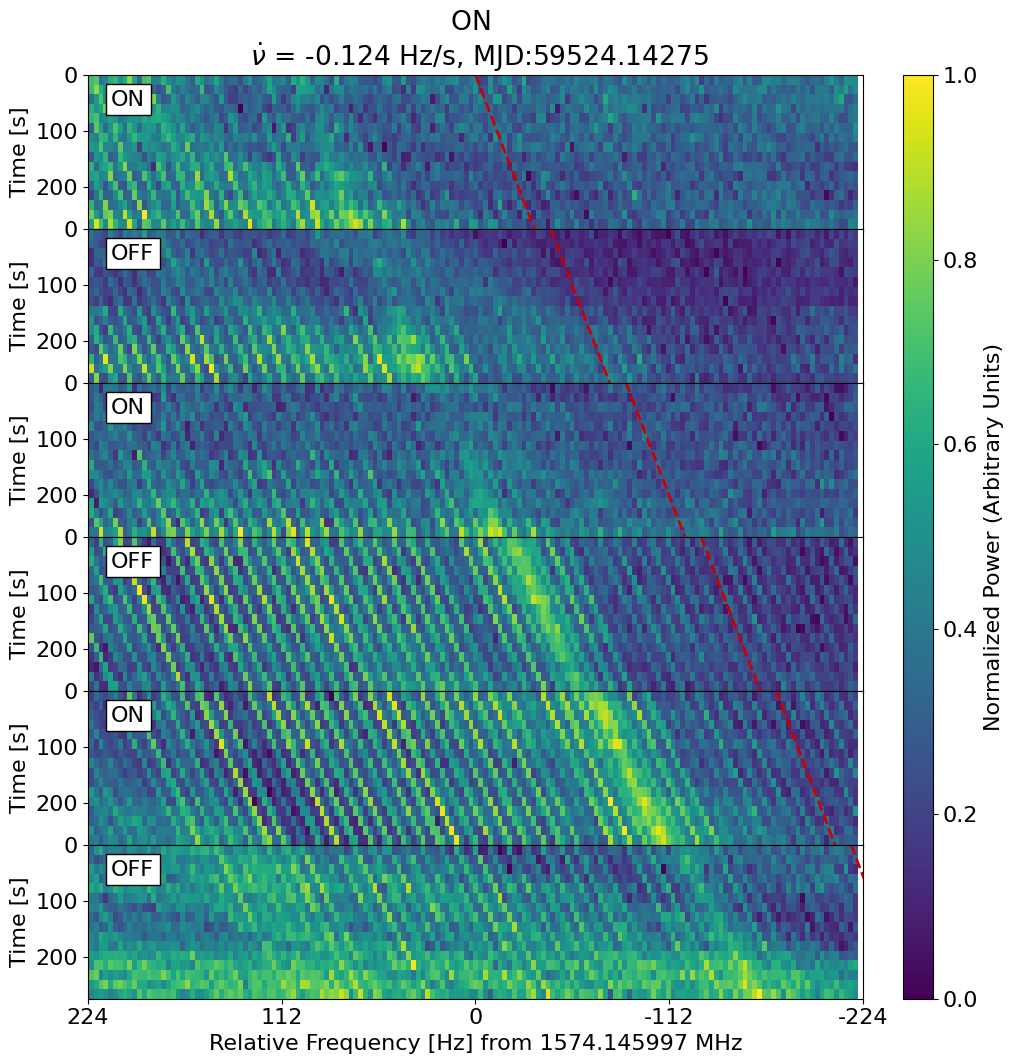 ON
ν̇ = -0.124 Hz/s, MJD:59524.14275
0
100
200
Time [s]
ON
0
100
200
Time [s]
OFF
0
100
200
Time [s]
ON
0
100
200
Time [s]
OFF
0
100
200
Time [s]
ON
0
100
200
Time [s]
OFF
224 112 0 -112 -224
Relative Frequency [Hz] from 1574.145997 MHz
1.0
0.8
0.6
0.4
0.2
0.0
Normalized Power (Arbitrary Units)